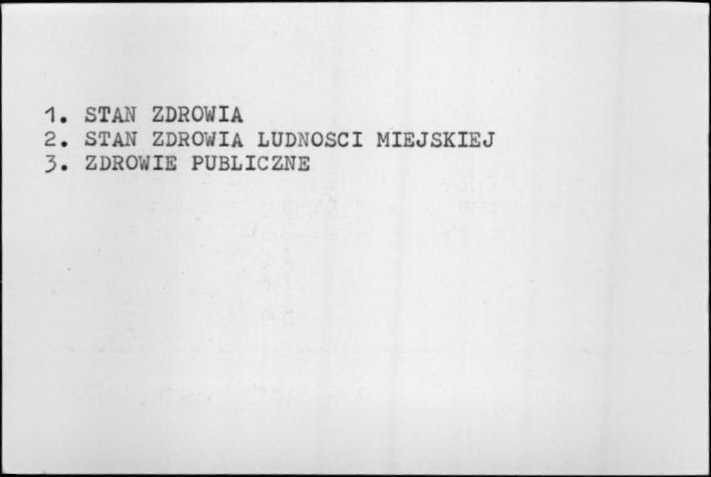 1. STAN ZDROWIA
2. STAN ZDROWIA LUDNOSCI MIEJSKIEJ
3. ZDROWIE PUBLICZNE